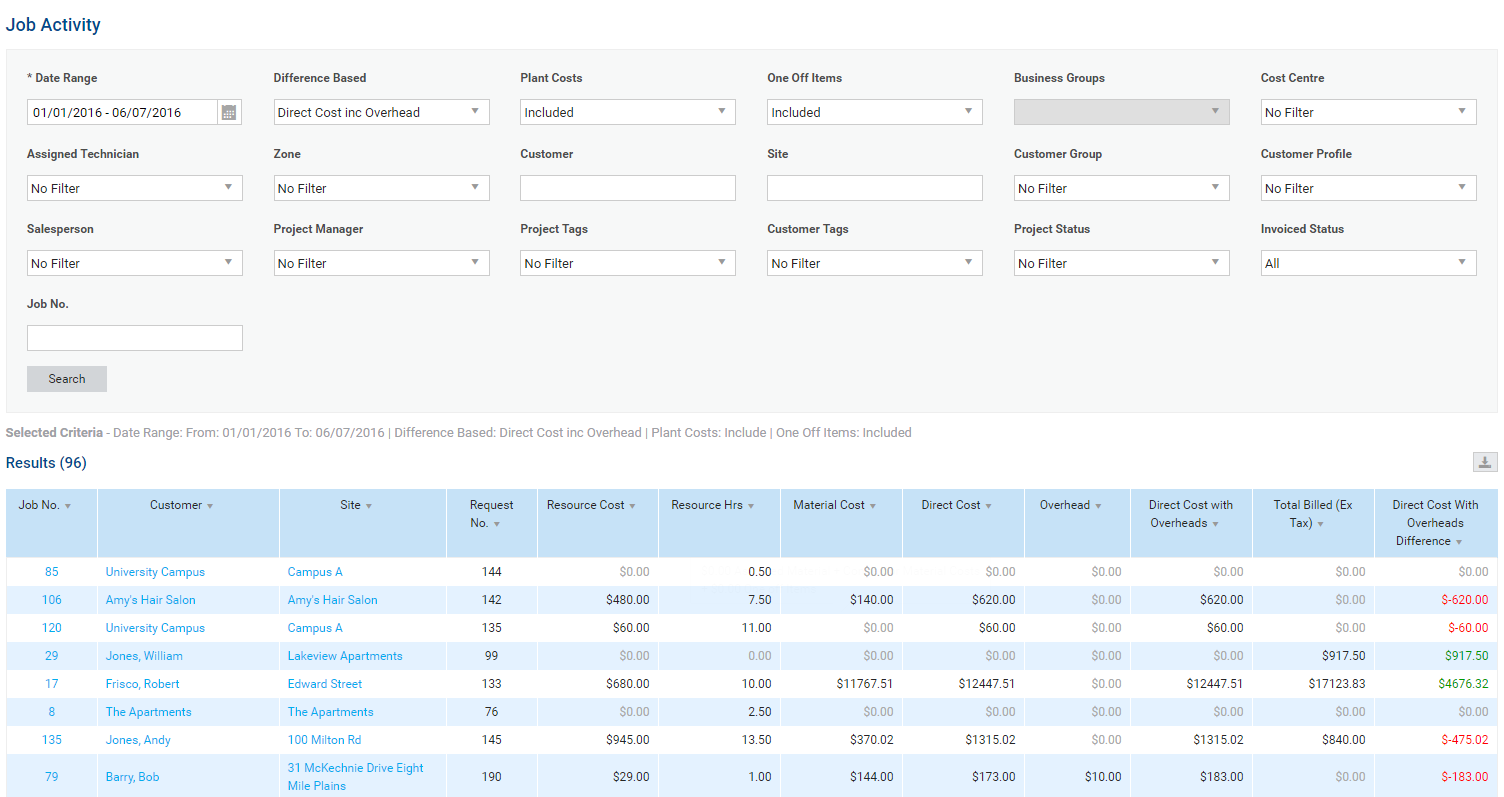 Job Activity
* Date Range Difference Based Plant Costs One Off Items Business Groups Cost Centre
01/01/2016 - 06/07/2016 Direct Cost inc Overhead Included Included No Filter
Assigned Technician Zone Customer Site Customer Group Customer Profile
No Filter No Filter No Filter No Filter
Salesperson Project Manager Project Tags Customer Tags Project Status Invoiced Status
No Filter No Filter No Filter No Filter No Filter All
Job No.
Search
Selected Criteria - Date Range: From: 01/01/2016 To: 06/07/2016 | Difference Based: Direct Cost inc Overhead | Plant Costs: Include | One Off Items: Included
Results (96)
Job No. Customer Site Request No. Resource Cost Resource Hrs Material Cost Direct Cost Overhead Direct Cost with Overheads Total Billed (Ex Tax) Direct Cost With Overheads Difference
85 University Campus Campus A 144 $0.00 0.50 $0.00 $0.00 $0.00 $0.00 $0.00 $0.00
106 Amy's Hair Salon Amy's Hair Salon 142 $480.00 7.50 $140.00 $620.00 $0.00 $620.00 $0.00 $-620.00
120 University Campus Campus A 135 $60.00 11.00 $0.00 $60.00 $0.00 $60.00 $0.00 $-60.00
29 Jones, William Lakeview Apartments 99 $0.00 0.00 $0.00 $0.00 $0.00 $0.00 $917.50 $917.50
17 Frisco, Robert Edward Street 133 $680.00 10.00 $11767.51 $12447.51 $0.00 $12447.51 $17123.83 $4676.32
8 The Apartments The Apartments 76 $0.00 2.50 $0.00 $0.00 $0.00 $0.00 $0.00 $0.00
135 Jones, Andy 100 Milton Rd 145 $945.00 13.50 $370.02 $1315.02 $0.00 $1315.02 $840.00 $-475.02
79 Barry, Bob 31 McKechnie Drive Eight Mile Plains 190 $29.00 1.00 $144.00 $173.00 $10.00 $183.00 $0.00 $-183.00